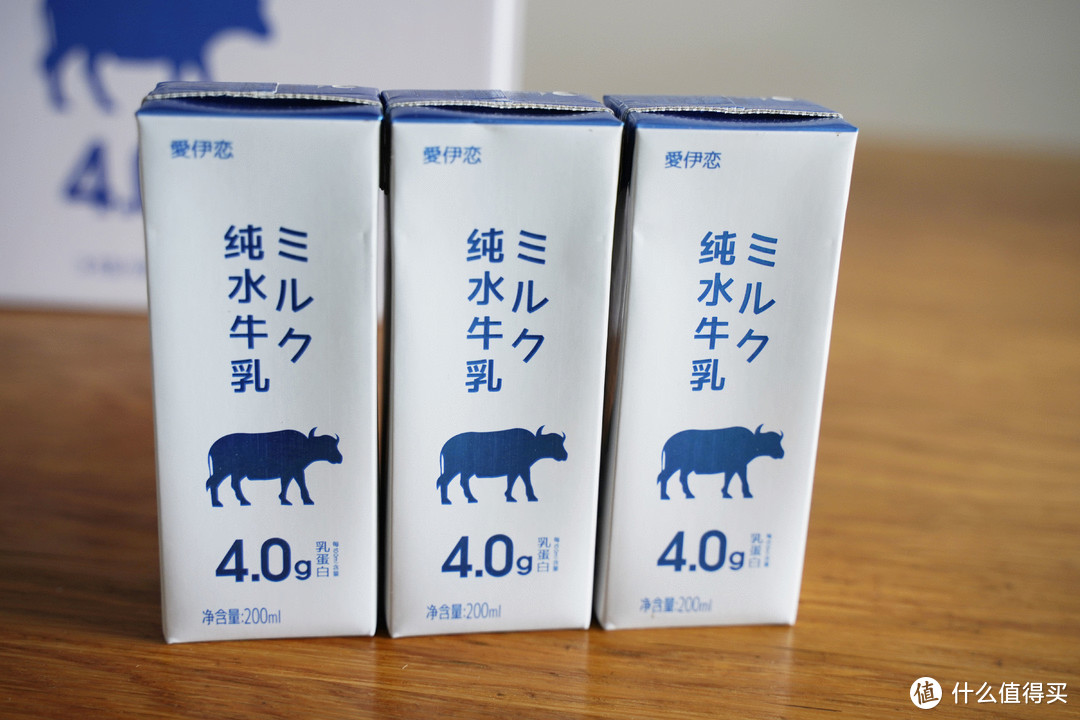 4.0
愛伊恋
ミルク
纯水牛乳
4.0g
乳蛋白
净含量:200ml
愛伊恋
ミルク
纯水牛乳
4.0g
乳蛋白
净含量:200ml
愛伊恋
ミルク
纯水牛乳
4.0g
乳蛋白
净含量:200ml
值 什么值得买